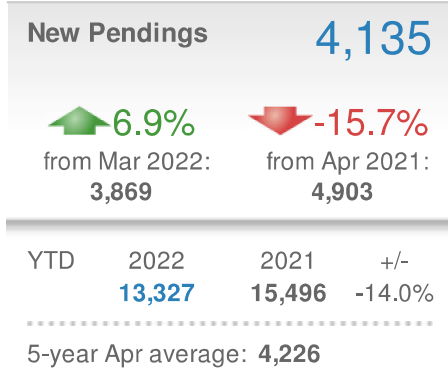 New Pendings 4,135
6.9% -15.7%
from Mar 2022: from Apr 2021:
3,869 4,903
YTD 2022 2021 +/-
13,327 15,496 -14.0%
5-year Apr average: 4,226